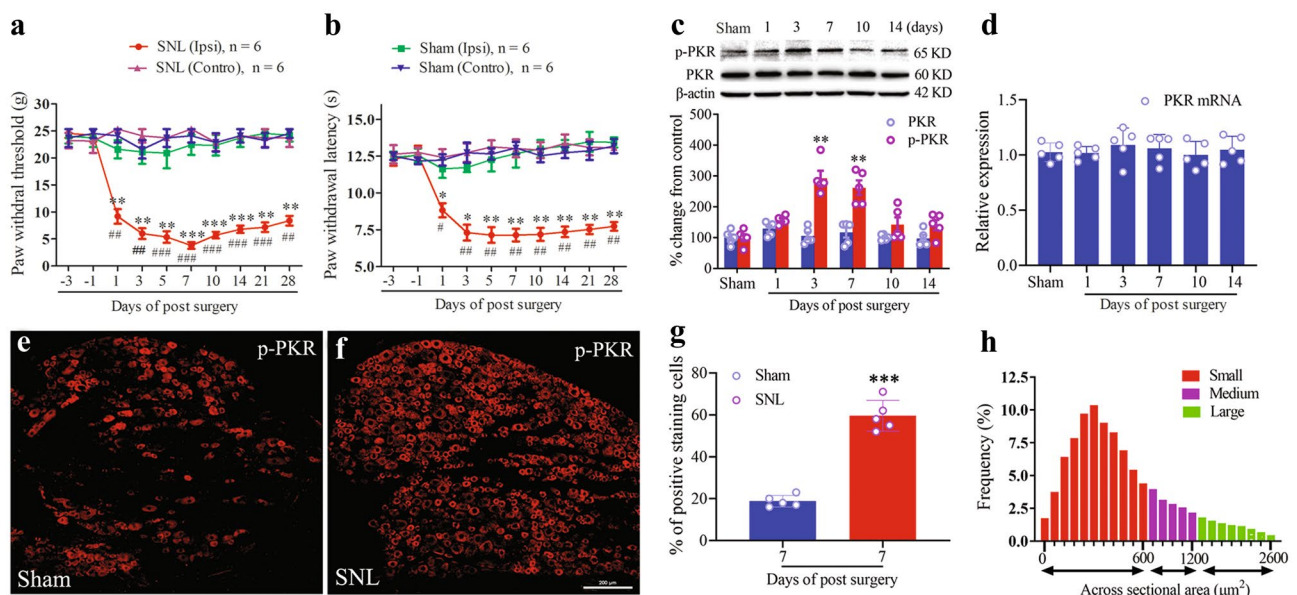 a
SNL (Ipsi), n = 6
SNL (Contro), n = 6
Paw withdral threshold (g)
30
25
20
15
10
5
0
** ** ** *** ** *** ** **
## ## ### ### ### ### ### ##
-3 -1 1 3 5 7 10 14 21 28
Days of post surgery
b
Sham (Ipsi), n = 6
Sham (Contro), n = 6
Paw withdrawal latency (s)
15.0
12.5
10.0
7.5
5.0
* * ** ** ** ** ** **
# ## ## ## ## ## ## ##
-3 -1 1 3 5 7 10 14 21 28
Days of post surgery
c
Sham 1 3 7 10 14 (days)
p-PKR 65 KD
PKR 60 KD
β-actin 42 KD
% change from control
500
400
300
200
100
0
PKR
p-PKR
** **
Sham 1 3 7 10 14
Days of post surgery
d
Relative expression
1.5
1.0
0.5
0.0
PKR mRNA
Sham 1 3 7 10 14
Days of post surgery
e
p-PKR
Sham
f
p-PKR
SNL
200 μm
g
% of positive staining cells
80
60
40
20
0
Sham
SNL
***
7 7
Days of post surgery
h
Frequency (%)
12.5
10.0
7.5
5.0
2.5
0.0
Small
Medium
Large
0 600 1200 2600
Across sectional area (μm²)